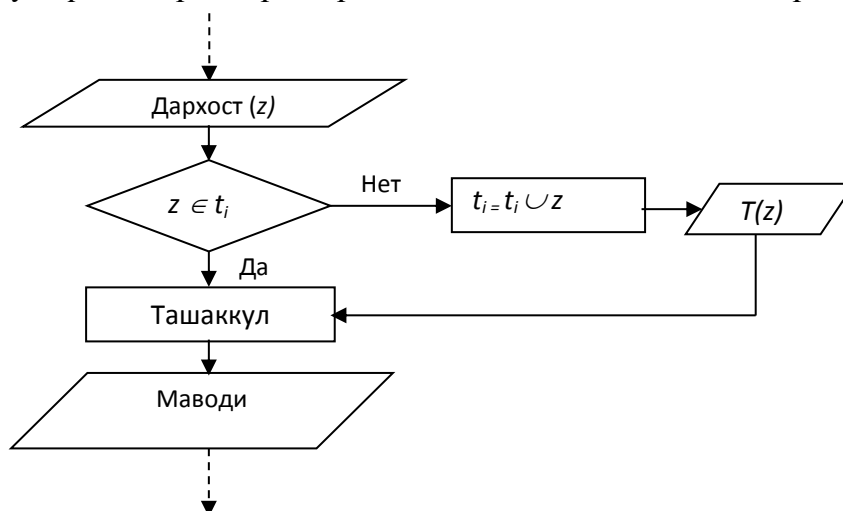 Дархост (z)
z ∈ tᵢ
Нет
tᵢ = tᵢ ∪ z
T(z)
Да
Ташаккул
Маводи